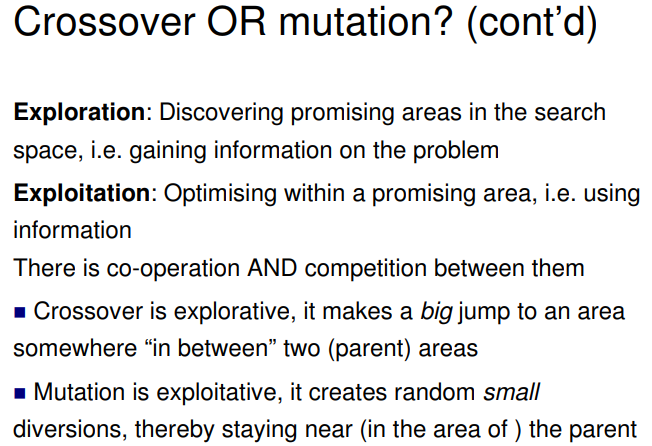 Crossover OR mutation? (cont’d)
Exploration: Discovering promising areas in the search
space, i.e. gaining information on the problem
Exploitation: Optimising within a promising area, i.e. using
information
There is co-operation AND competition between them
■ Crossover is explorative, it makes a big jump to an area
somewhere “in between” two (parent) areas
■ Mutation is exploitative, it creates random small
diversions, thereby staying near (in the area of ) the parent